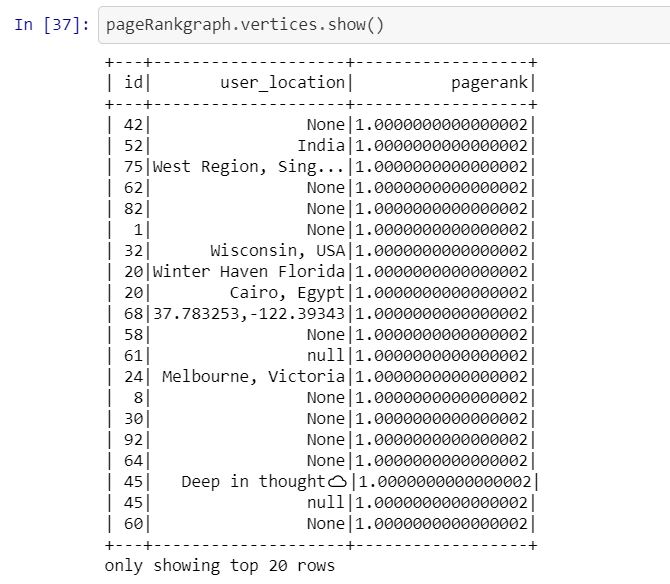 In [37]: pageRankgraph.vertices.show()
+---+--------------------+------------------+
| id|       user_location|          pagerank|
+---+--------------------+------------------+
| 42|                None|1.0000000000000002|
| 52|               India|1.0000000000000002|
| 75|West Region, Sing...|1.0000000000000002|
| 62|                None|1.0000000000000002|
| 82|                None|1.0000000000000002|
|  1|                None|1.0000000000000002|
| 32|      Wisconsin, USA|1.0000000000000002|
| 20|Winter Haven Florida|1.0000000000000002|
| 20|        Cairo, Egypt|1.0000000000000002|
| 68|37.783253,-122.39343|1.0000000000000002|
| 58|                None|1.0000000000000002|
| 61|                null|1.0000000000000002|
| 24| Melbourne, Victoria|1.0000000000000002|
|  8|                None|1.0000000000000002|
| 30|                None|1.0000000000000002|
| 92|                None|1.0000000000000002|
| 64|                None|1.0000000000000002|
| 45|   Deep in thought☁|1.0000000000000002|
| 45|                null|1.0000000000000002|
| 60|                None|1.0000000000000002|
+---+--------------------+------------------+
only showing top 20 rows